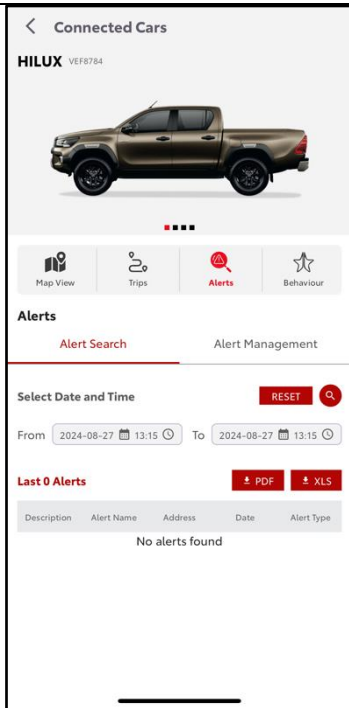 Connected Cars
HILUX VEF8784
Map View Trips Alerts Behaviour
Alerts
Alert Search Alert Management
Select Date and Time RESET
From 2024-08-27 13:15 To 2024-08-27 13:15
Last 0 Alerts PDF XLS
Description Alert Name Address Date Alert Type
No alerts found